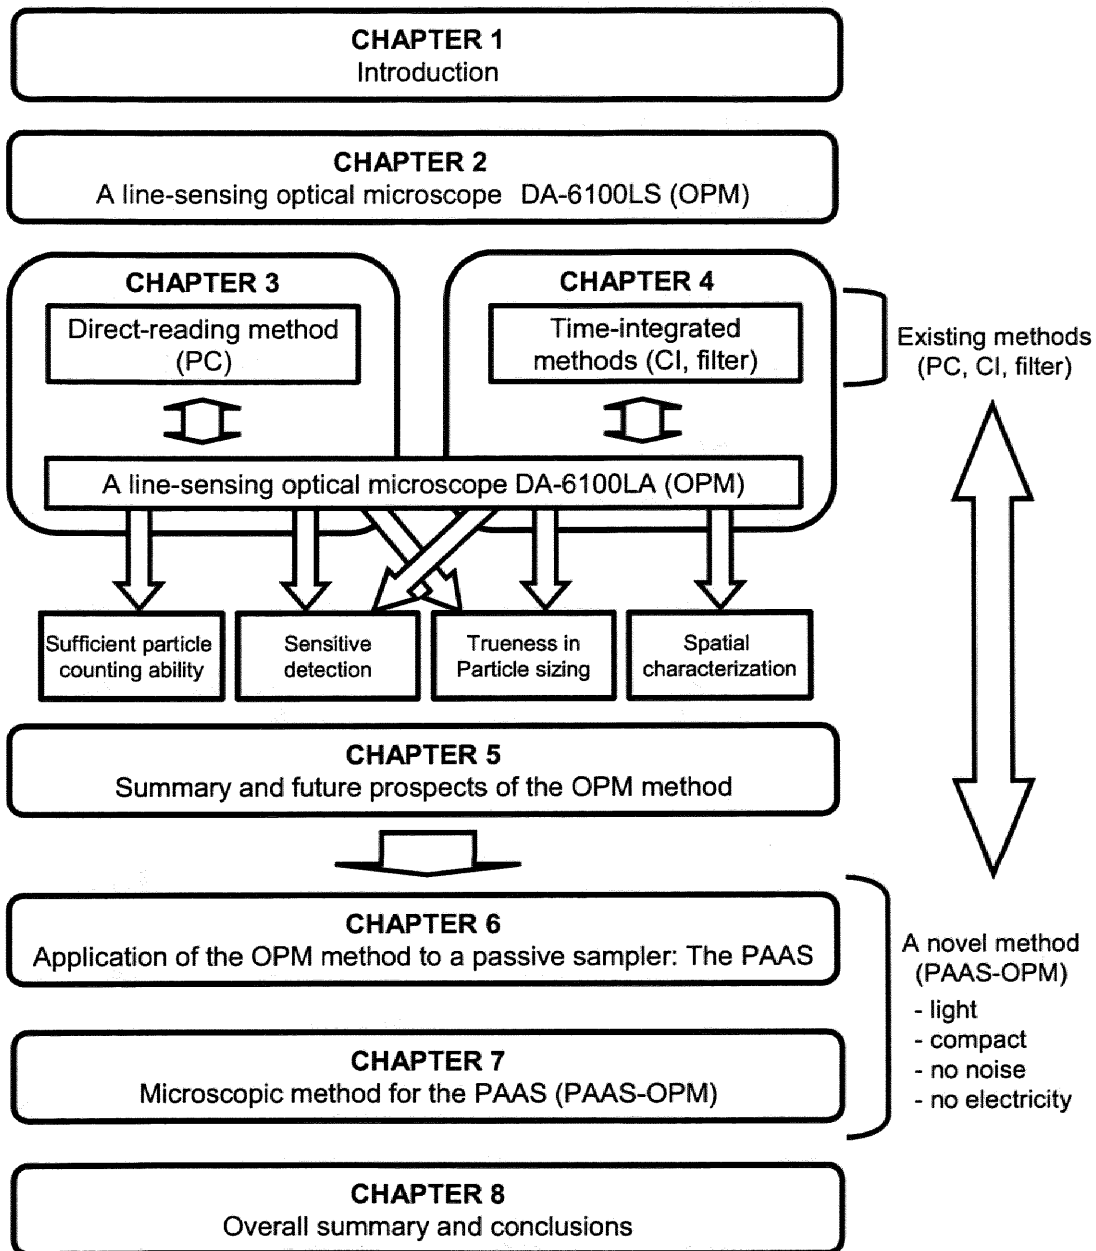 CHAPTER 1
Introduction
CHAPTER 2
A line-sensing optical microscope DA-6100LS (OPM)
CHAPTER 3
Direct-reading method
(PC)
CHAPTER 4
Time-integrated
methods (CI, filter)
Existing methods
(PC, CI, filter)
A line-sensing optical microscope DA-6100LA (OPM)
Sufficient particle
counting ability
Sensitive
detection
Trueness in
Particle sizing
Spatial
characterization
CHAPTER 5
Summary and future prospects of the OPM method
CHAPTER 6
Application of the OPM method to a passive sampler: The PAAS
CHAPTER 7
Microscopic method for the PAAS (PAAS-OPM)
A novel method
(PAAS-OPM)
- light
- compact
- no noise
- no electricity
CHAPTER 8
Overall summary and conclusions